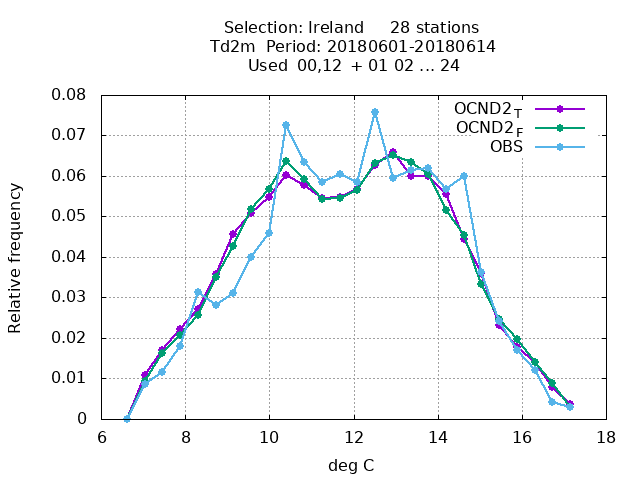 Selection: Ireland     28 stations
Td2m  Period: 20180601-20180614
Used  00,12  + 01 02 ... 24
0.08
0.07
0.06
0.05
0.04
0.03
0.02
0.01
0
Relative frequency
OCND2_T
OCND2_F
OBS
6 8 10 12 14 16 18
deg C